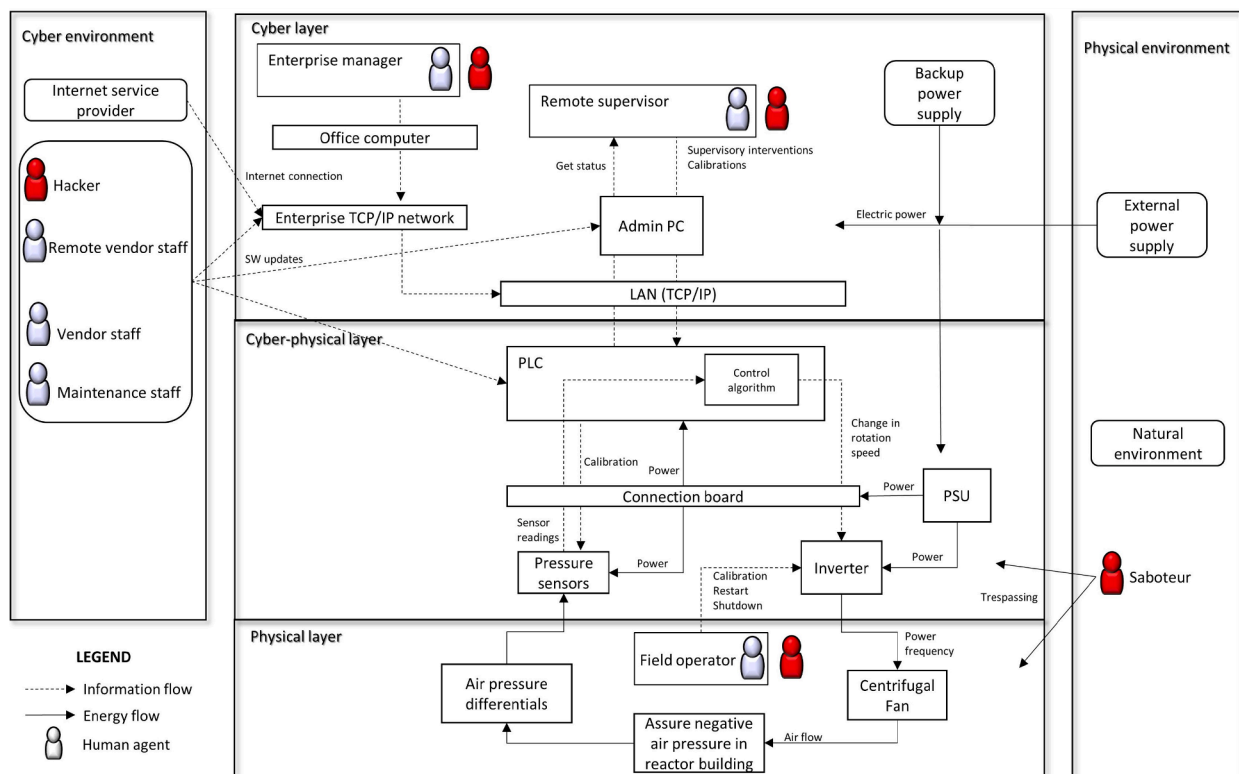 Cyber environment
Internet service
provider
Hacker
Remote vendor staff
Vendor staff
Maintenance staff
LEGEND
Information flow
Energy flow
Human agent
Cyber layer
Enterprise manager
Office computer
Internet connection
Enterprise TCP/IP network
SW updates
Remote supervisor
Get status
Supervisory interventions
Calibrations
Admin PC
LAN (TCP/IP)
Backup
power
supply
Electric power
Cyber-physical layer
PLC
Control
algorithm
Change in
rotation
speed
Calibration
Power
Connection board
Power
PSU
Sensor
readings
Pressure
sensors
Power
Calibration
Restart
Shutdown
Inverter
Power
Physical layer
Field operator
Power
frequency
Air pressure
differentials
Centrifugal
Fan
Assure negative
air pressure in
reactor building
Air flow
Physical environment
External
power
supply
Natural
environment
Saboteur
Trespassing